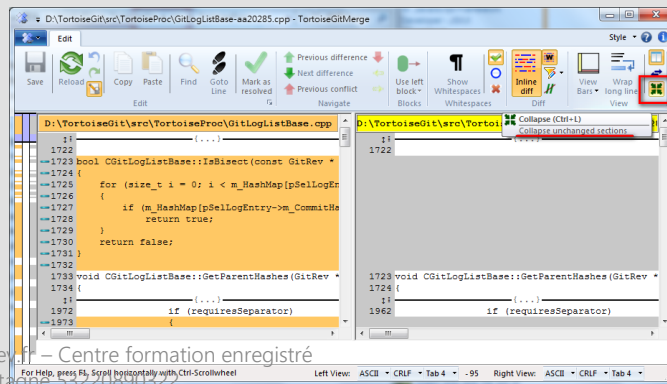 D:\TortoiseGit\src\TortoiseProc\GitLogListBase-aa20285.cpp - TortoiseGitMerge
Edit
Style
Save
Reload
Copy
Paste
Find
Goto Line
Mark as resolved
Previous difference
Next difference
Previous conflict
Use left block
Show Whitespaces
Inline diff
View Bars
Wrap long lines
Edit
Navigate
Blocks
Whitespaces
Diff
View
Collapse (Ctrl+L)
Collapse unchanged sections
D:\TortoiseGit\src\TortoiseProc\GitLogListBase.cpp
D:\TortoiseGit\src\Tortoi
{...}
1722
1723 bool CGitLogListBase::IsBisect(const GitRev *
1724 {
1725 for (size_t i = 0; i < m_HashMap[pSelLogEn
1726 {
1727 if (m_HashMap[pSelLogEntry->m_CommitHa
1728 return true;
1729 }
1730 return false;
1731 }
1732
1733 void CGitLogListBase::GetParentHashes(GitRev *
1734 {
{...}
1972 if (requiresSeparator)
1973 {
{...}
1722
1723 void CGitLogListBase::GetParentHashes(GitRev *
1724 {
{...}
1962 if (requiresSeparator)
– Centre formation enregistré
53220890322
For Help, press F1. Scroll horizontally with Ctrl-Scrollwheel
Left View: ASCII CRLF Tab 4 - 95
Right View: ASCII CRLF Tab 4